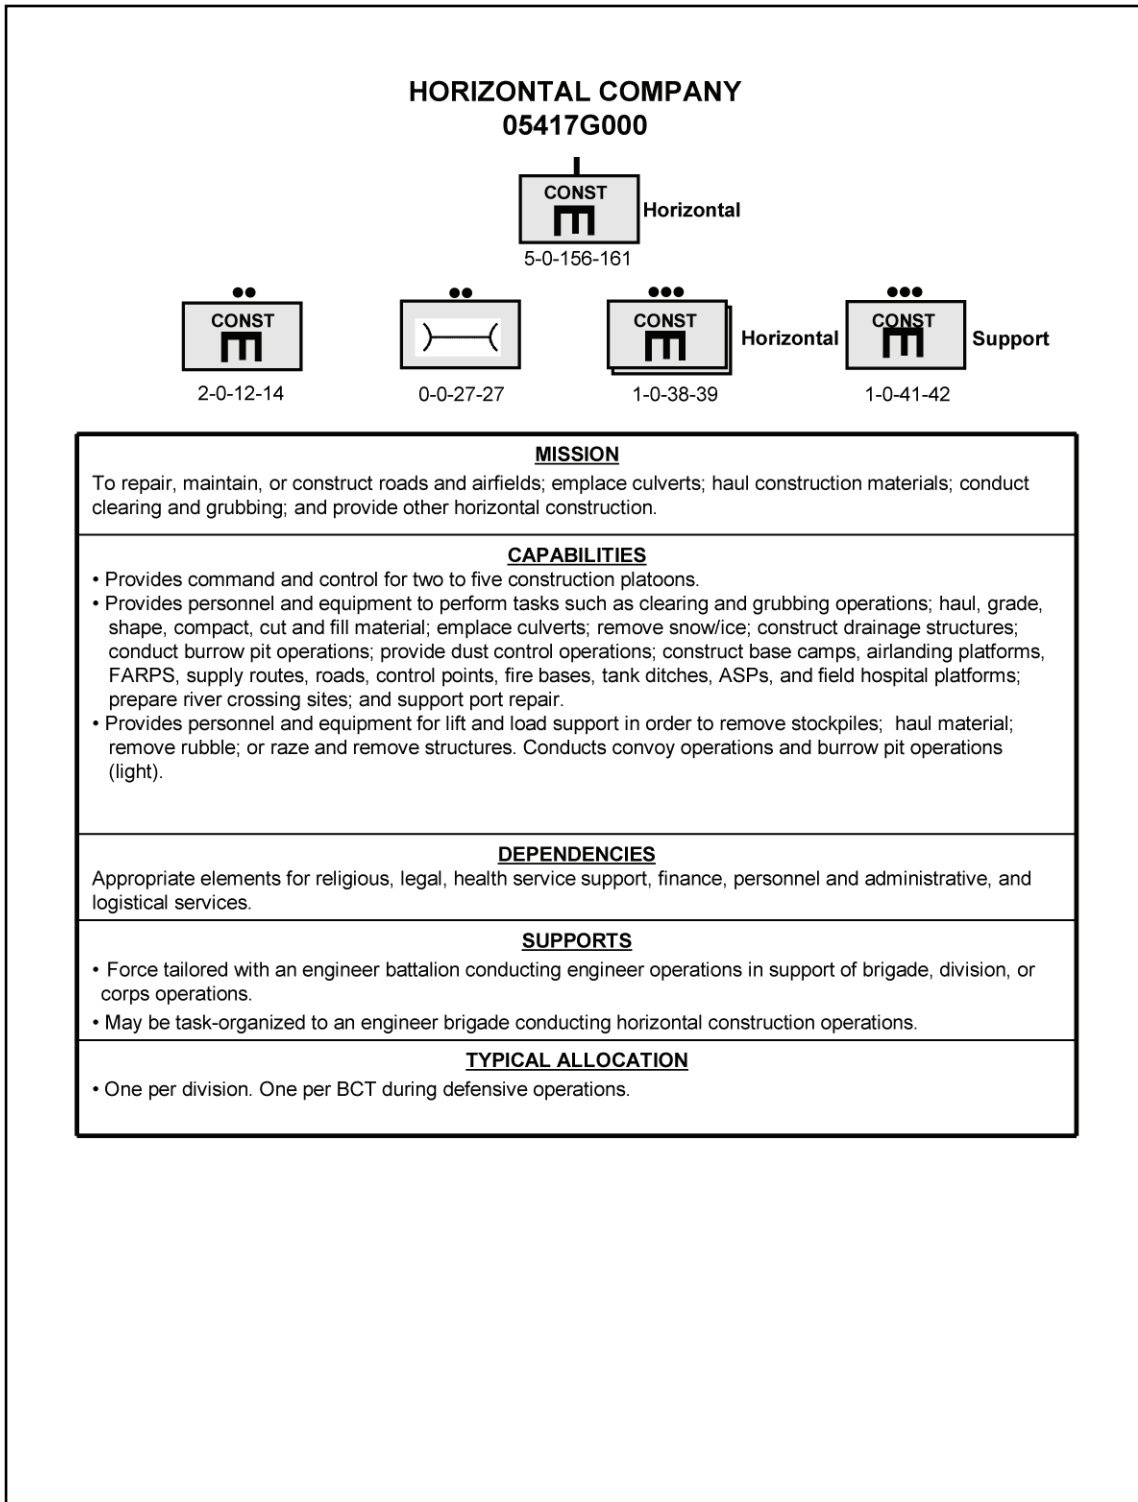 HORIZONTAL COMPANY
05417G000
CONST
Horizontal
5-0-156-161
CONST
CONST
Horizontal
CONST
Support
2-0-12-14
0-0-27-27
1-0-38-39
1-0-41-42
MISSION
To repair, maintain, or construct roads and airfields; emplace culverts; haul construction materials; conduct
clearing and grubbing; and provide other horizontal construction.
CAPABILITIES
• Provides command and control for two to five construction platoons.
• Provides personnel and equipment to perform tasks such as clearing and grubbing operations; haul, grade,
shape, compact, cut and fill material; emplace culverts; remove snow/ice; construct drainage structures;
conduct burrow pit operations; provide dust control operations; construct base camps, airlanding platforms,
FARPS, supply routes, roads, control points, fire bases, tank ditches, ASPs, and field hospital platforms;
prepare river crossing sites; and support port repair.
• Provides personnel and equipment for lift and load support in order to remove stockpiles; haul material;
remove rubble; or raze and remove structures. Conducts convoy operations and burrow pit operations
(light).
DEPENDENCIES
Appropriate elements for religious, legal, health service support, finance, personnel and administrative, and
logistical services.
SUPPORTS
• Force tailored with an engineer battalion conducting engineer operations in support of brigade, division, or
corps operations.
• May be task-organized to an engineer brigade conducting horizontal construction operations.
TYPICAL ALLOCATION
• One per division. One per BCT during defensive operations.